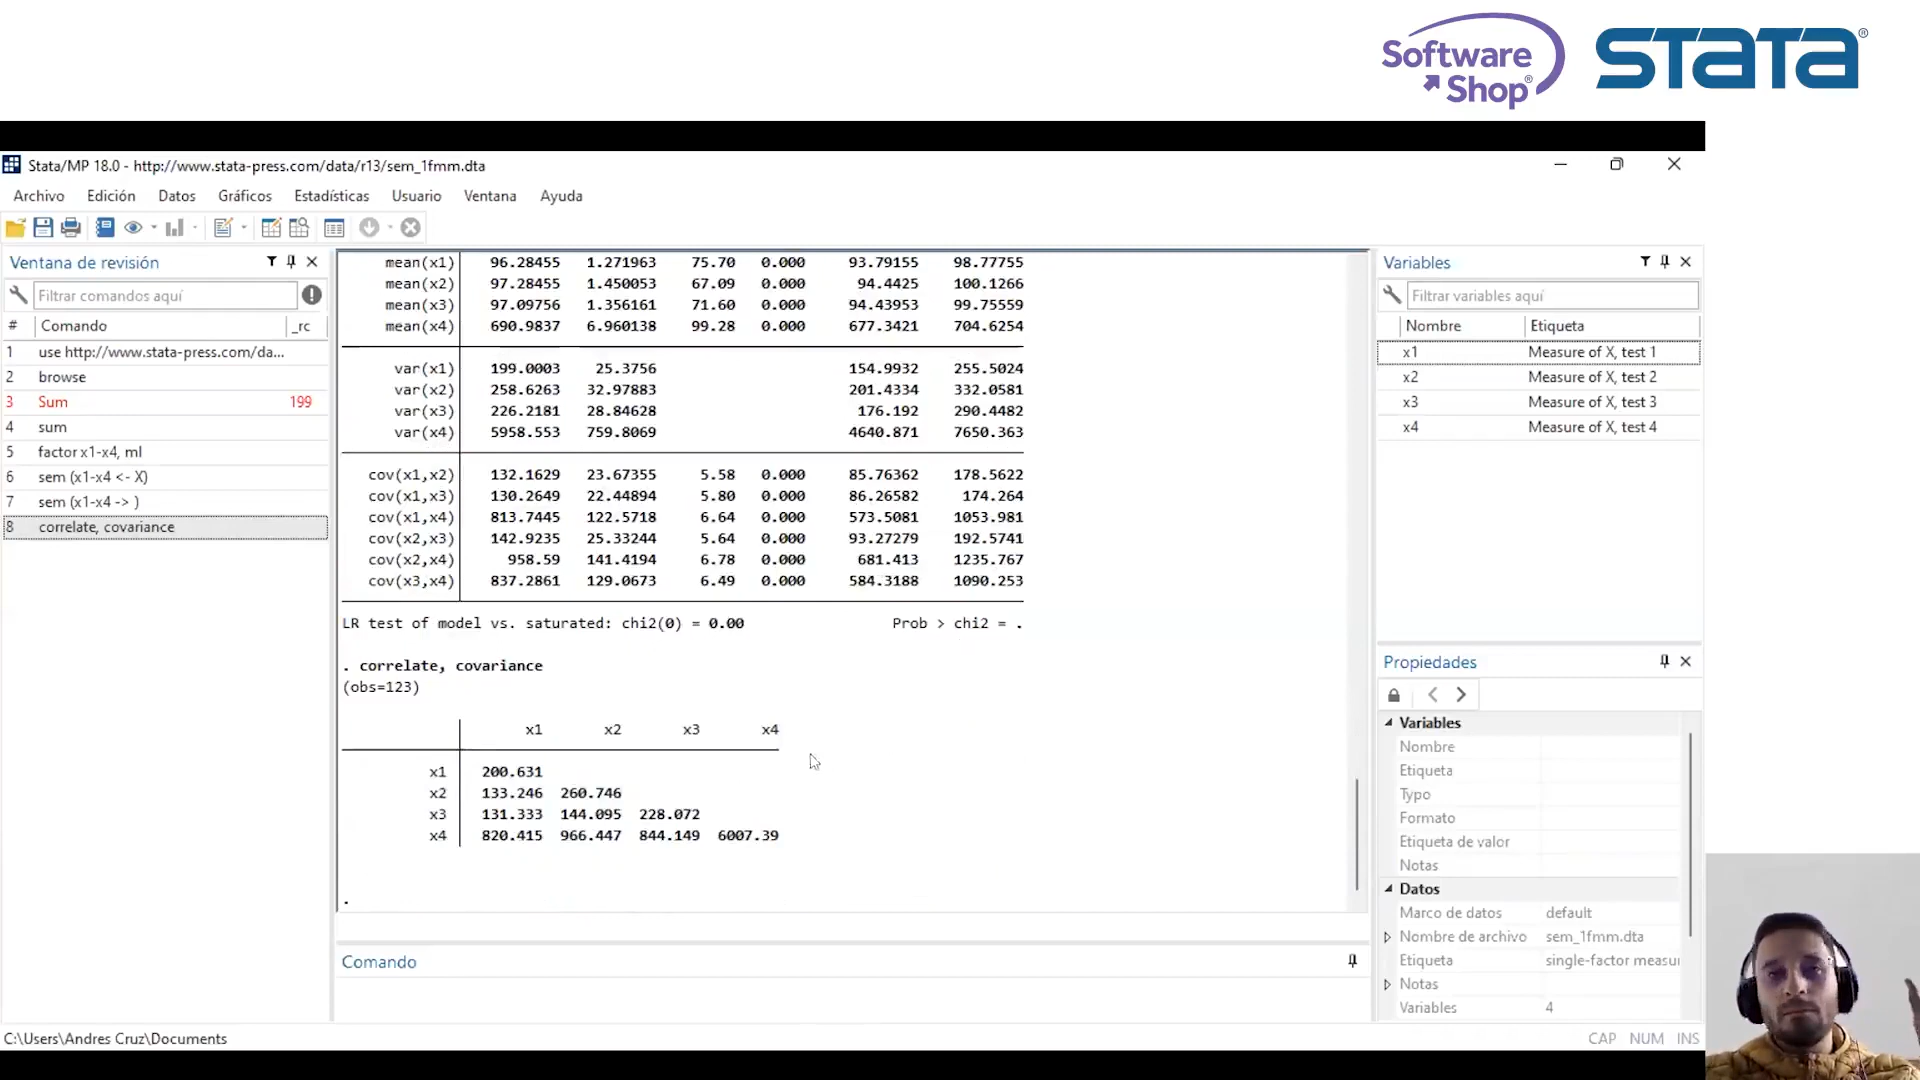 Software
Shop®
STATA®
Stata/MP 18.0 - http://www.stata-press.com/data/r13/sem_1fmm.dta
Archivo Edición Datos Gráficos Estadísticas Usuario Ventana Ayuda
Ventana de revisión
Filtrar comandos aquí
# Comando _rc
1 use http://www.stata-press.com/da...
2 browse
3 Sum 199
4 sum
5 factor x1-x4, ml
6 sem (x1-x4 <- X)
7 sem (x1-x4 -> )
8 correlate, covariance
mean(x1) 96.28455 1.271963 75.70 0.000 93.79155 98.77755
mean(x2) 97.28455 1.450053 67.09 0.000 94.4425 100.1266
mean(x3) 97.09756 1.356161 71.60 0.000 94.43953 99.75559
mean(x4) 690.9837 6.960138 99.28 0.000 677.3421 704.6254
var(x1) 199.0003 25.3756 154.9932 255.5024
var(x2) 258.6263 32.97883 201.4334 332.0581
var(x3) 226.2181 28.84628 176.192 290.4482
var(x4) 5958.553 759.8069 4640.871 7650.363
cov(x1,x2) 132.1629 23.67355 5.58 0.000 85.76362 178.5622
cov(x1,x3) 130.2649 22.44894 5.80 0.000 86.26582 174.264
cov(x1,x4) 813.7445 122.5718 6.64 0.000 573.5081 1053.981
cov(x2,x3) 142.9235 25.33244 5.64 0.000 93.27279 192.5741
cov(x2,x4) 958.59 141.4194 6.78 0.000 681.413 1235.767
cov(x3,x4) 837.2861 129.0673 6.49 0.000 584.3188 1090.253
LR test of model vs. saturated: chi2(0) = 0.00 Prob > chi2 = .
. correlate, covariance
(obs=123)
x1 x2 x3 x4
x1 200.631
x2 133.246 260.746
x3 131.333 144.095 228.072
x4 820.415 966.447 844.149 6007.39
.
Comando
Variables
Filtrar variables aquí
Nombre Etiqueta
x1 Measure of X, test 1
x2 Measure of X, test 2
x3 Measure of X, test 3
x4 Measure of X, test 4
Propiedades
Variables
Nombre
Etiqueta
Typo
Formato
Etiqueta de valor
Notas
Datos
Marco de datos default
Nombre de archivo sem_1fmm.dta
Etiqueta single-factor measu
Notas
Variables 4
C:\Users\Andres Cruz\Documents
CAP NUM INS